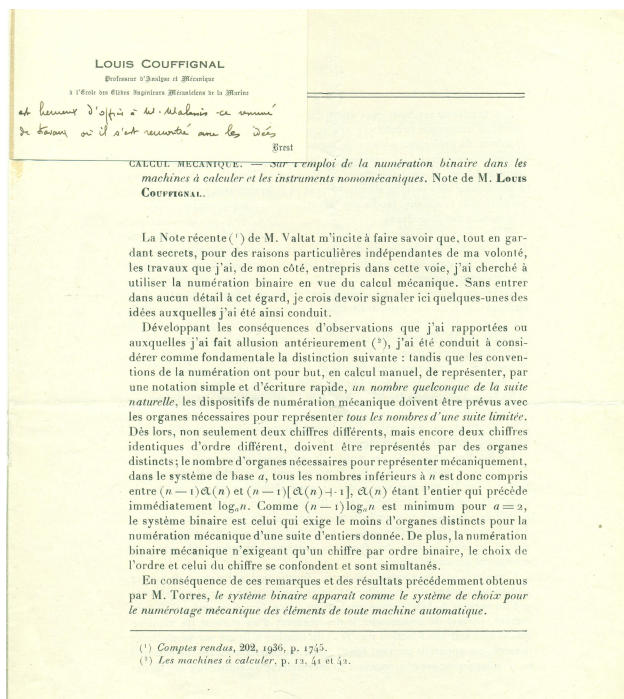 LOUIS COUFFIGNAL
Professeur d'Analyse et Mécanique
à l'École des Élèves Ingénieurs Mécaniciens de la Marine
est heureux d'offrir à M. Malassis ce résumé
de travaux où il s'est rencontré avec les idées
Brest
CALCUL MÉCANIQUE. — Sur l'emploi de la numération binaire dans les
machines à calculer et les instruments nomomécaniques. Note de M. LOUIS
COUFFIGNAL.
La Note récente (¹) de M. Valtat m'incite à faire savoir que, tout en gar-
dant secrets, pour des raisons particulières indépendantes de ma volonté,
les travaux que j'ai, de mon côté, entrepris dans cette voie, j'ai cherché à
utiliser la numération binaire en vue du calcul mécanique. Sans entrer
dans aucun détail à cet égard, je crois devoir signaler ici quelques-unes des
idées auxquelles j'ai été ainsi conduit.
Développant les conséquences d'observations que j'ai rapportées ou
auxquelles j'ai fait allusion antérieurement (²), j'ai été conduit à consi-
dérer comme fondamentale la distinction suivante : tandis que les conven-
tions de la numération ont pour but, en calcul manuel, de représenter, par
une notation simple et d'écriture rapide, un nombre quelconque de la suite
naturelle, les dispositifs de numération mécanique doivent être prévus avec
les organes nécessaires pour représenter tous les nombres d'une suite limitée.
Dès lors, non seulement deux chiffres différents, mais encore deux chiffres
identiques d'ordre différent, doivent être représentés par des organes
distincts; le nombre d'organes nécessaires pour représenter mécaniquement,
dans le système de base a, tous les nombres inférieurs à n est donc compris
entre (n — 1)𝒜(n) et (n — 1)[𝒜(n) + 1], 𝒜(n) étant l'entier qui précède
immédiatement logₐn. Comme (n — 1)logₐn est minimum pour a = 2,
le système binaire est celui qui exige le moins d'organes distincts pour la
numération mécanique d'une suite d'entiers donnée. De plus, la numération
binaire mécanique n'exigeant qu'un chiffre par ordre binaire, le choix de
l'ordre et celui du chiffre se confondent et sont simultanés.
En conséquence de ces remarques et des résultats précédemment obtenus
par M. Torres, le système binaire apparaît comme le système de choix pour
le numérotage mécanique des éléments de toute machine automatique.
(¹) Comptes rendus, 202, 1936, p. 1745.
(²) Les machines à calculer, p. 12, 41 et 42.